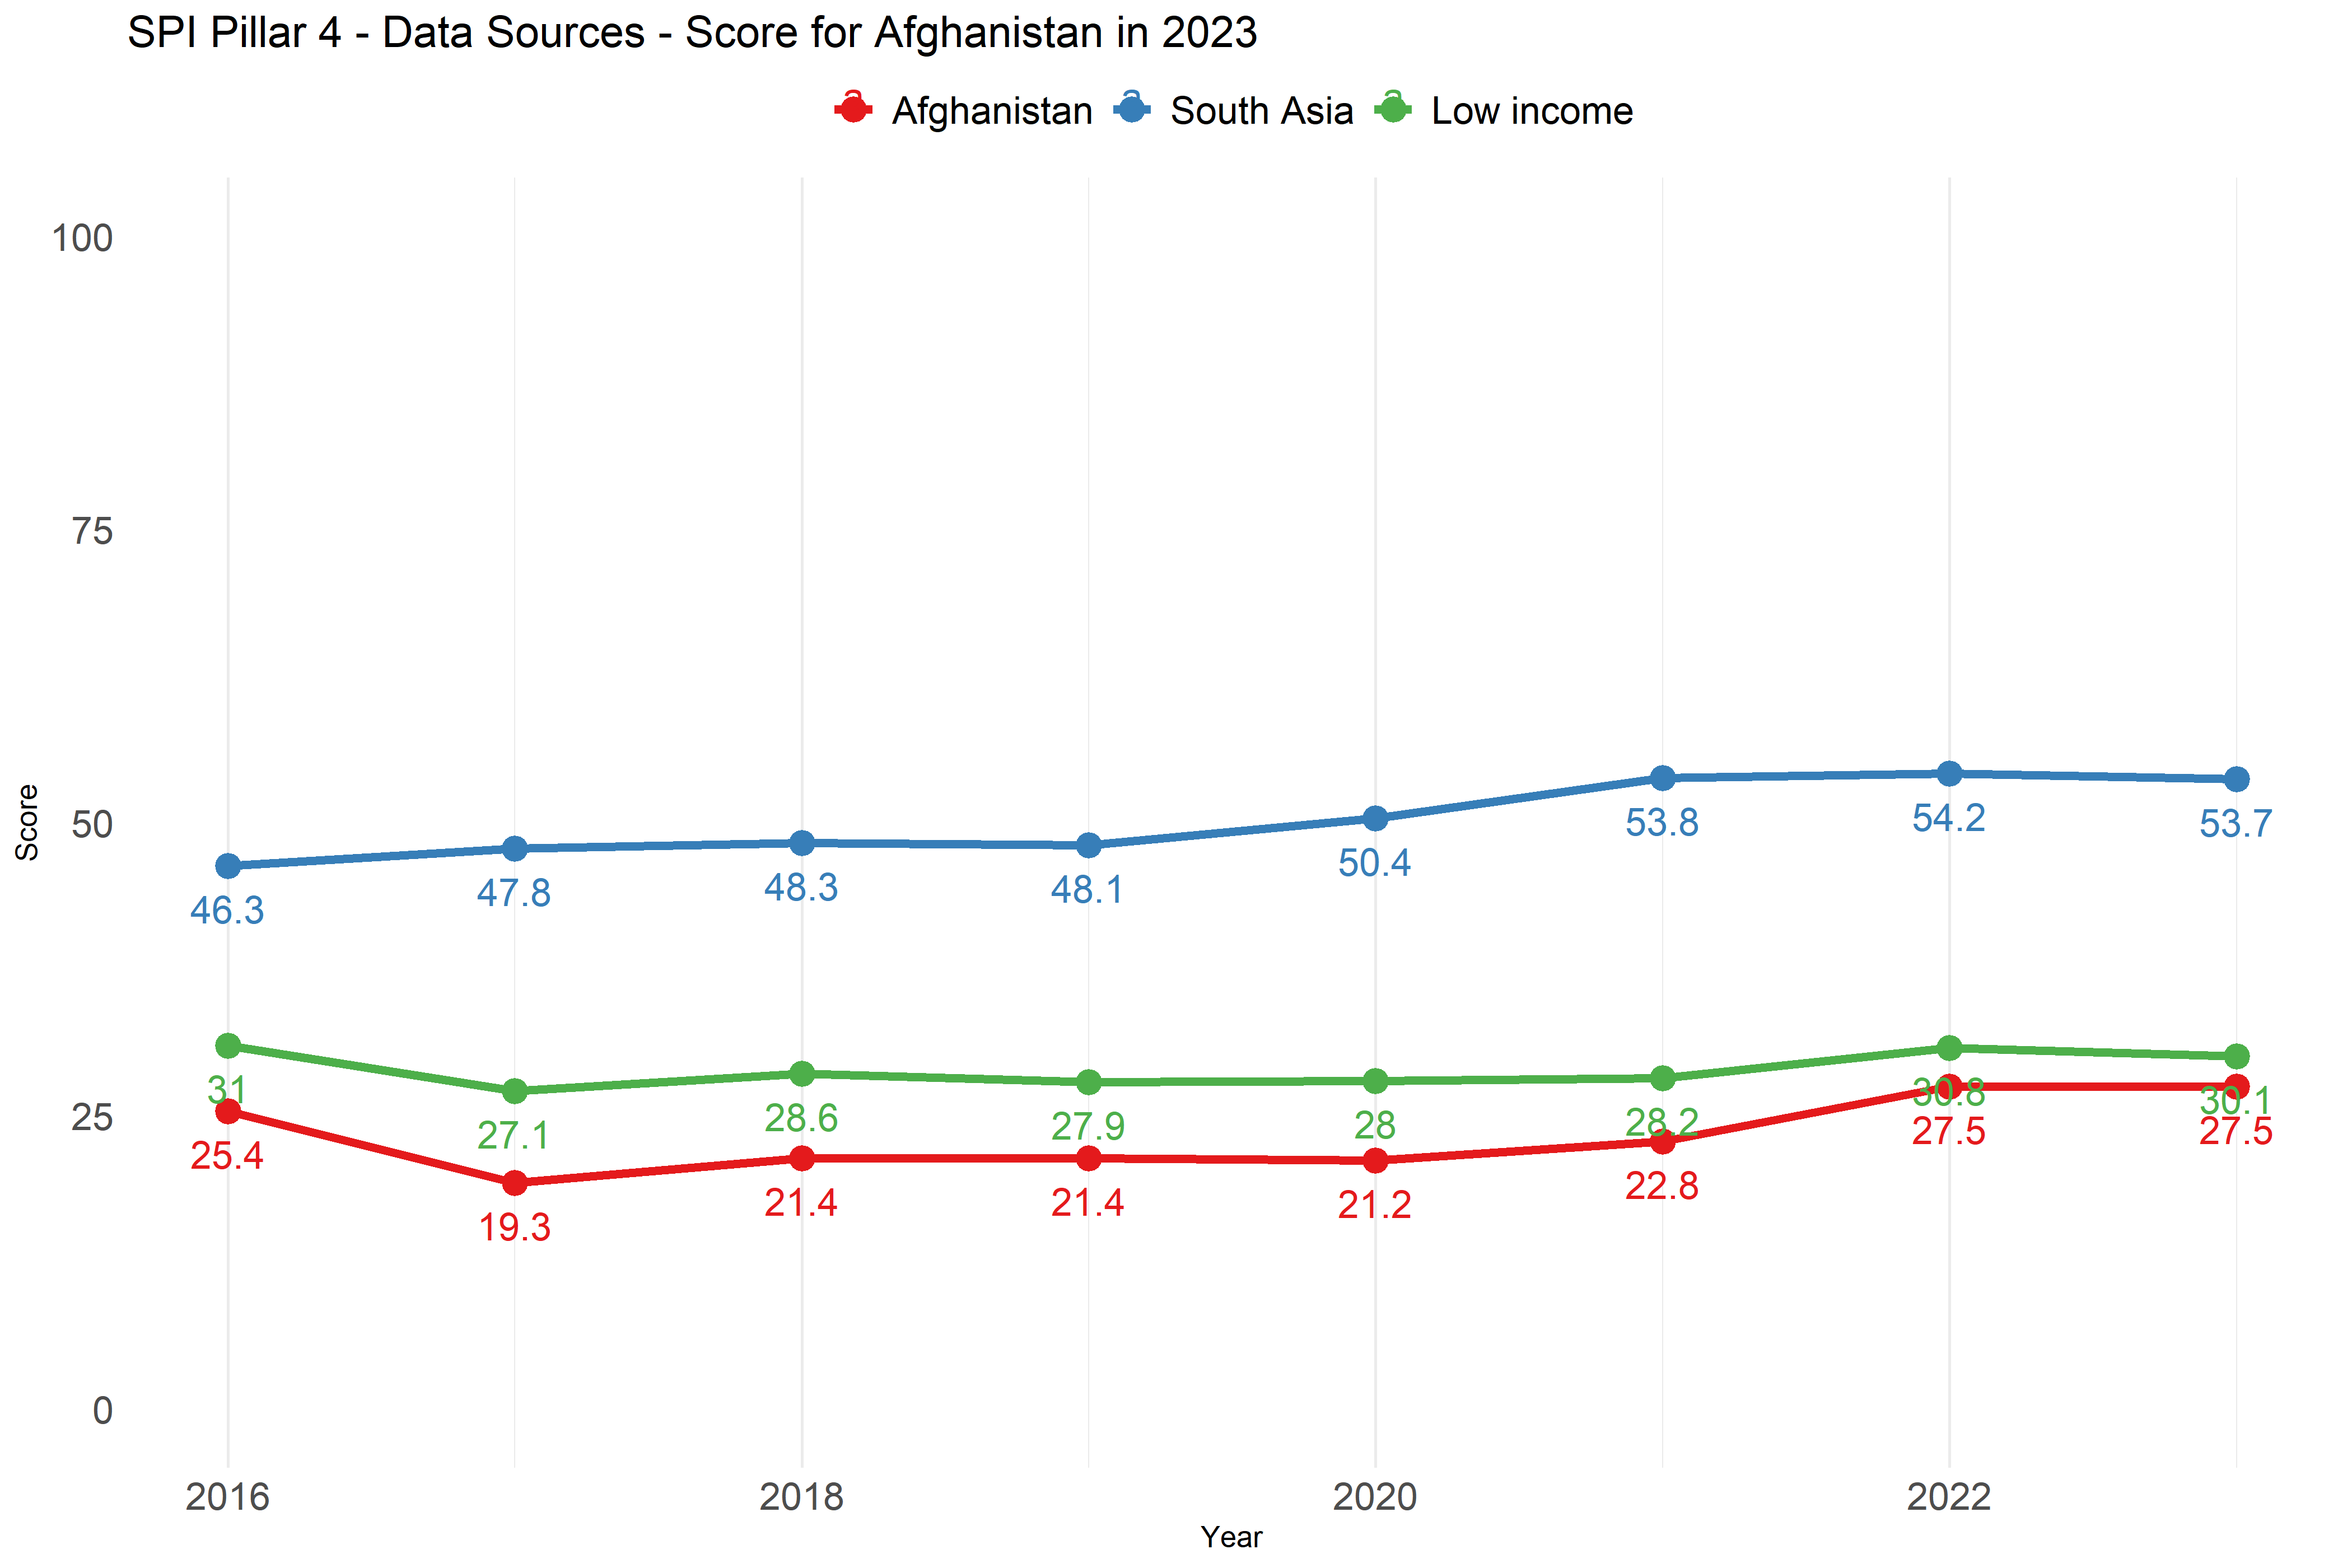 SPI Pillar 4 - Data Sources - Score for Afghanistan in 2023
Afghanistan South Asia Low income
100
75
50
25
0
Score
46.3 47.8 48.3 48.1 50.4 53.8 54.2 53.7
31 27.1 28.6 27.9 28 28.2 30.8 30.1
25.4 19.3 21.4 21.4 21.2 22.8 27.5 27.5
2016 2018 2020 2022
Year